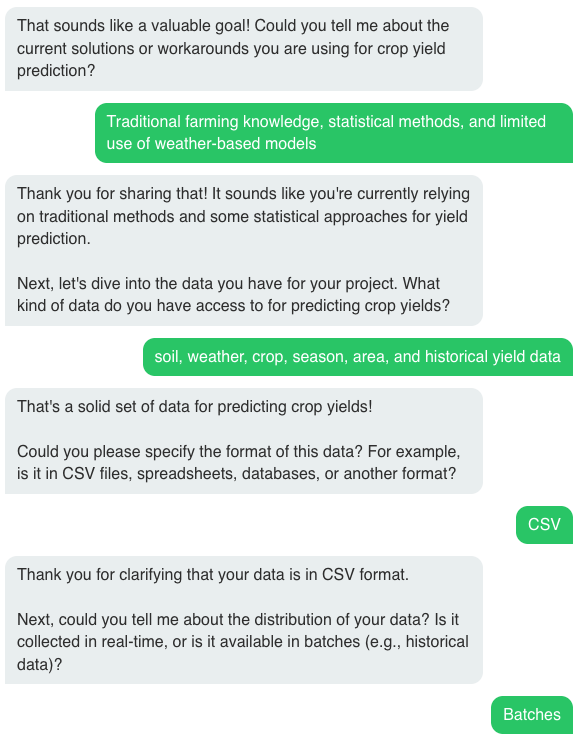 That sounds like a valuable goal! Could you tell me about the
current solutions or workarounds you are using for crop yield
prediction?
Traditional farming knowledge, statistical methods, and limited
use of weather-based models
Thank you for sharing that! It sounds like you're currently relying
on traditional methods and some statistical approaches for yield
prediction.
Next, let's dive into the data you have for your project. What
kind of data do you have access to for predicting crop yields?
soil, weather, crop, season, area, and historical yield data
That's a solid set of data for predicting crop yields!
Could you please specify the format of this data? For example,
is it in CSV files, spreadsheets, databases, or another format?
CSV
Thank you for clarifying that your data is in CSV format.
Next, could you tell me about the distribution of your data? Is it
collected in real-time, or is it available in batches (e.g., historical
data)?
Batches